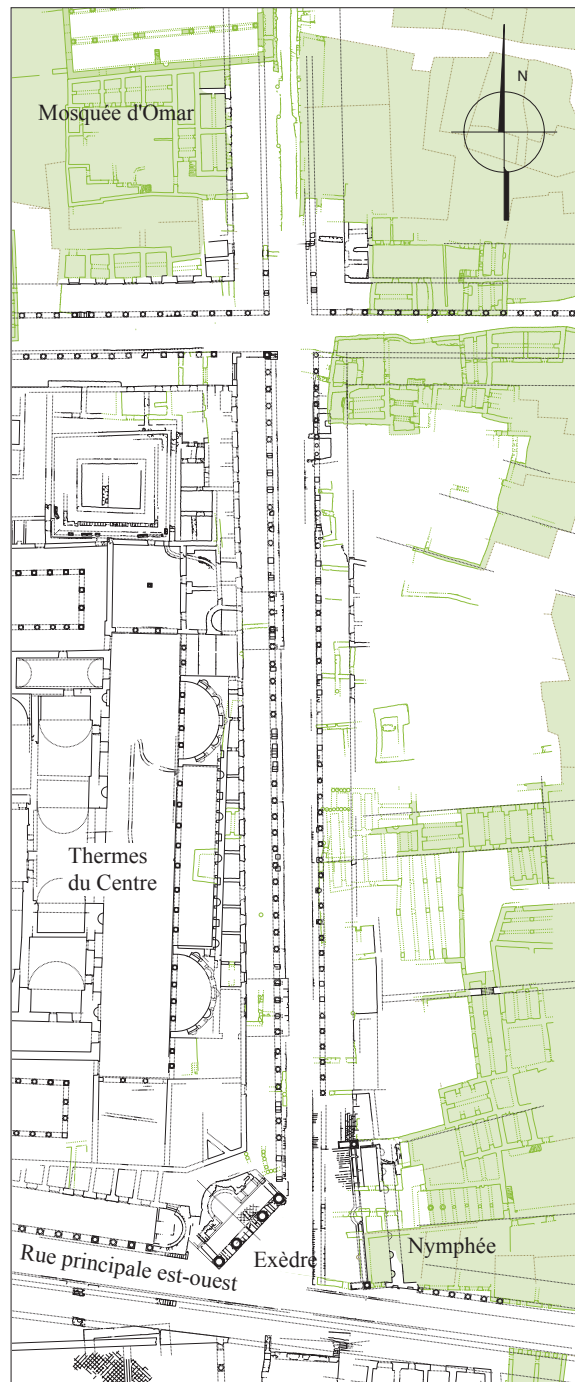 N
Mosquée d'Omar
Thermes
du Centre
Exèdre
Nymphée
Rue principale est-ouest